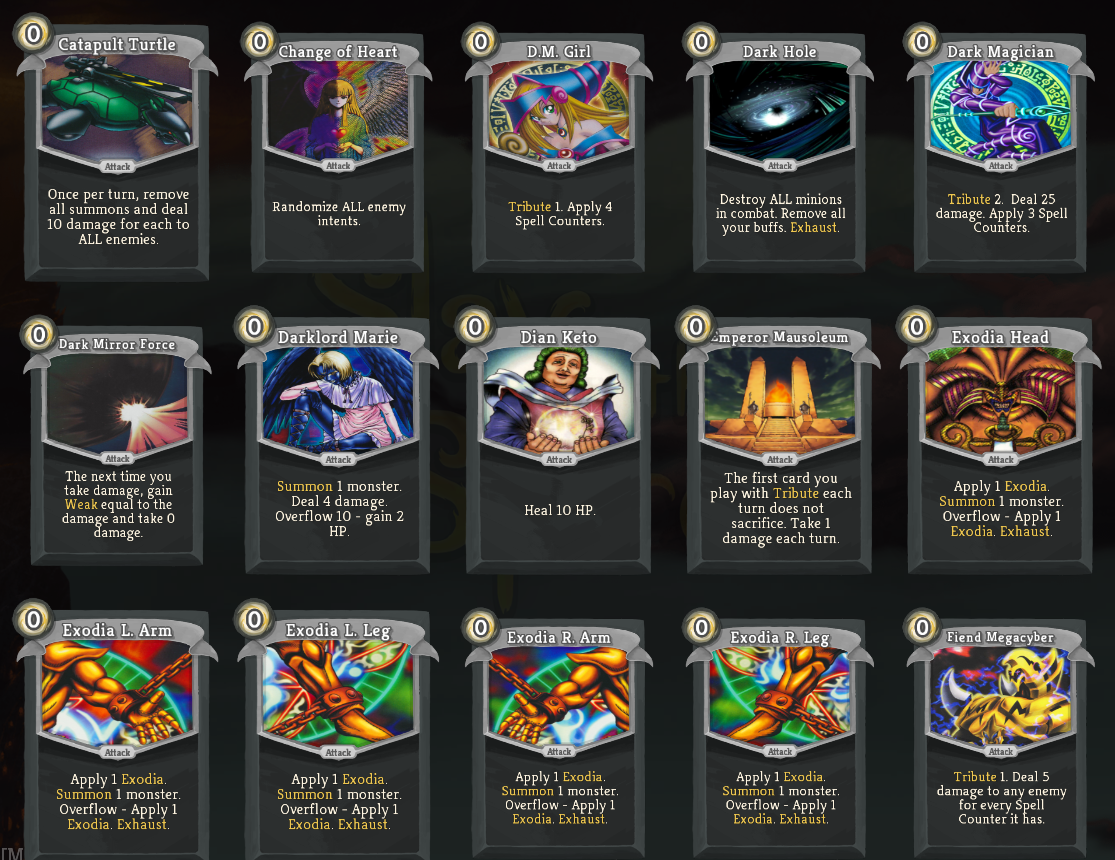 0
Catapult Turtle
Attack
Once per turn, remove
all summons and deal
10 damage for each to
ALL enemies.
0
Change of Heart
Attack
Randomize ALL enemy
intents.
0
D.M. Girl
Attack
Tribute 1. Apply 4
Spell Counters.
0
Dark Hole
Attack
Destroy ALL minions
in combat. Remove all
your buffs. Exhaust.
0
Dark Magician
Attack
Tribute 2. Deal 25
damage. Apply 3 Spell
Counters.
0
Dark Mirror Force
Attack
The next time you
take damage, gain
Weak equal to the
damage and take 0
damage.
0
Darklord Marie
Attack
Summon 1 monster.
Deal 4 damage.
Overflow 10 - gain 2
HP.
0
Dian Keto
Attack
Heal 10 HP.
0
Emperor Mausoleum
Attack
The first card you
play with Tribute each
turn does not
sacrifice. Take 1
damage each turn.
0
Exodia Head
Attack
Apply 1 Exodia.
Summon 1 monster.
Overflow - Apply 1
Exodia. Exhaust.
0
Exodia L. Arm
Attack
Apply 1 Exodia.
Summon 1 monster.
Overflow - Apply 1
Exodia. Exhaust.
0
Exodia L. Leg
Attack
Apply 1 Exodia.
Summon 1 monster.
Overflow - Apply 1
Exodia. Exhaust.
0
Exodia R. Arm
Attack
Apply 1 Exodia.
Summon 1 monster.
Overflow - Apply 1
Exodia. Exhaust.
0
Exodia R. Leg
Attack
Apply 1 Exodia.
Summon 1 monster.
Overflow - Apply 1
Exodia. Exhaust.
0
Fiend Megacyber
Attack
Tribute 1. Deal 5
damage to any enemy
for every Spell
Counter it has.
[M